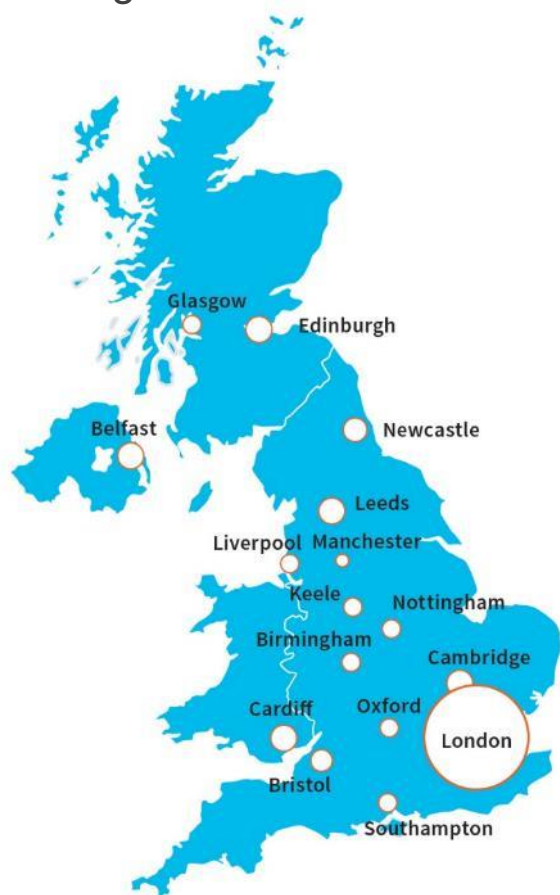 Glasgow
Edinburgh
Belfast
Newcastle
Leeds
Liverpool
Manchester
Keele
Nottingham
Birmingham
Cambridge
Cardiff
Oxford
London
Bristol
Southampton